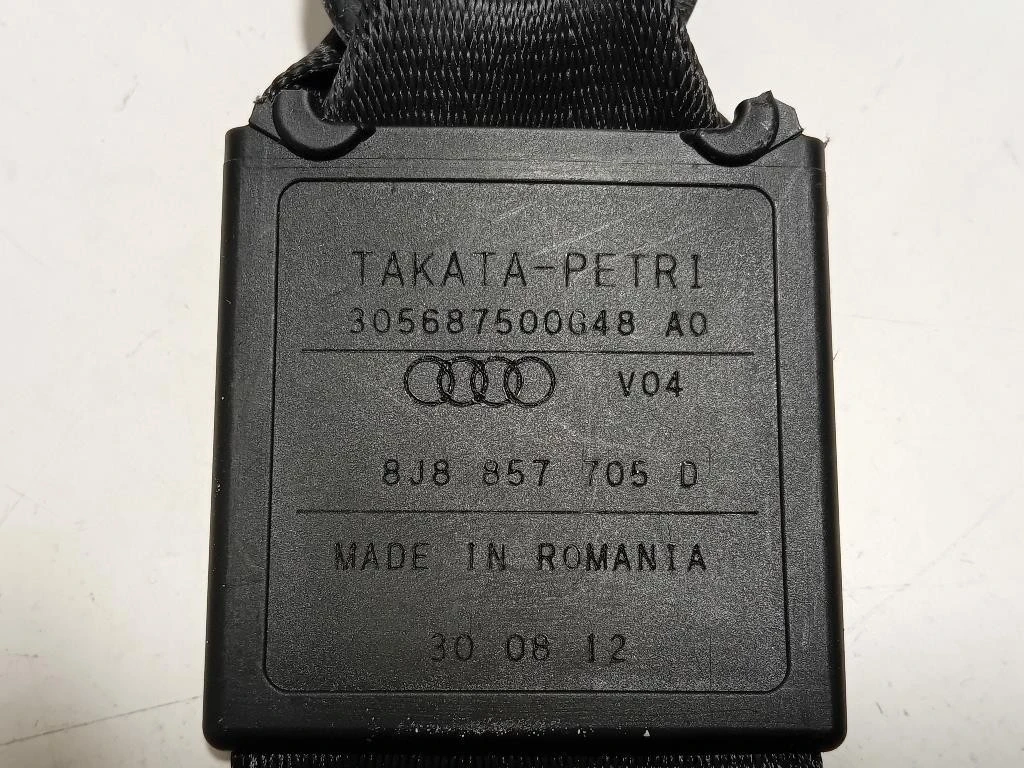 TAKATA-PETRI
305687500G48 A0
V04
8J8 857 705 D
MADE IN ROMANIA
30 08 12